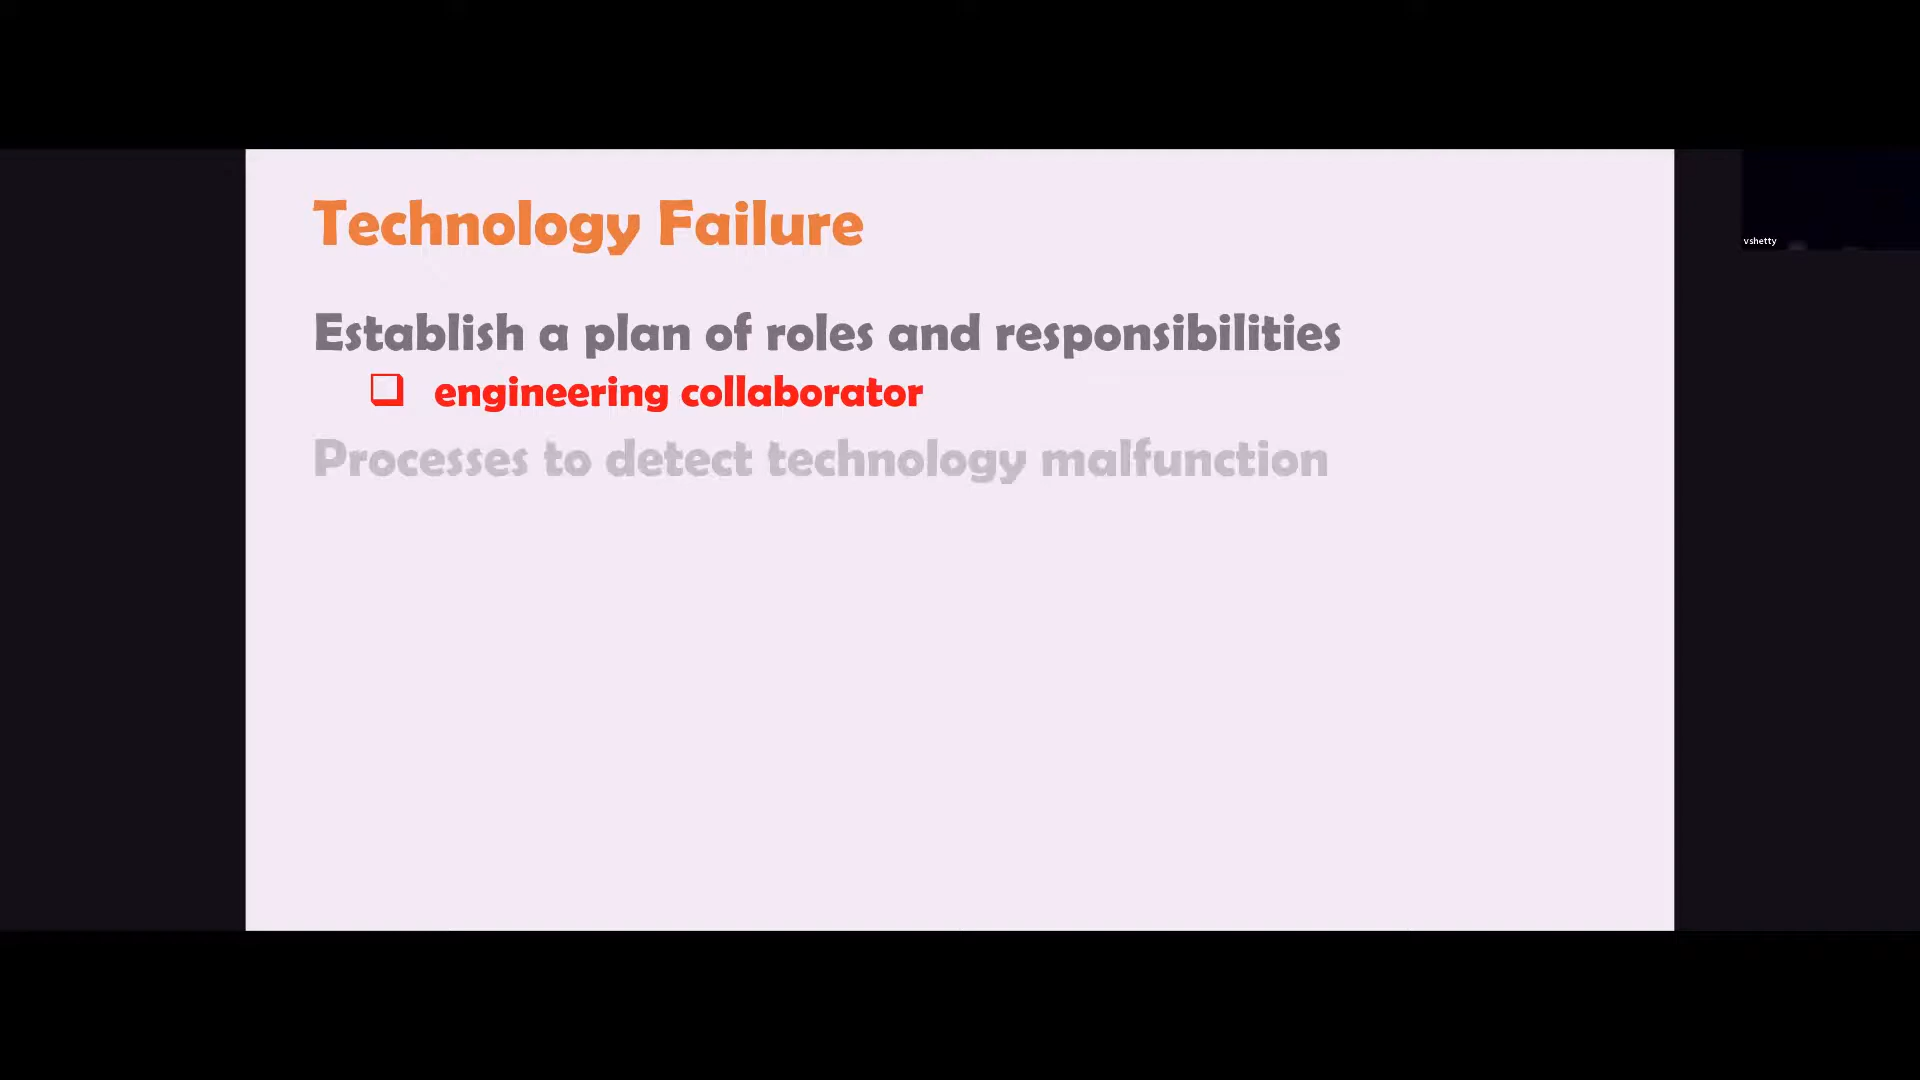 Technology Failure
Establish a plan of roles and responsibilities
engineering collaborator
Processes to detect technology malfunction
vshetty